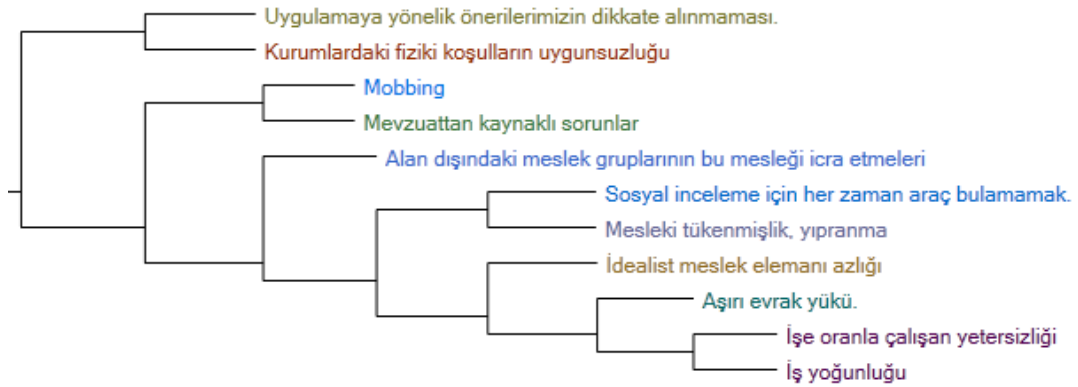 Uygulamaya yönelik önerilerimizin dikkate alınmaması.
Kurumlardaki fiziki koşulların uygunsuzluğu
Mobbing
Mevzuattan kaynaklı sorunlar
Alan dışındaki meslek gruplarının bu mesleği icra etmeleri
Sosyal inceleme için her zaman araç bulamamak.
Mesleki tükenmişlik, yıpranma
İdealist meslek elemanı azlığı
Aşırı evrak yükü.
İşe oranla çalışan yetersizliği
İş yoğunluğu